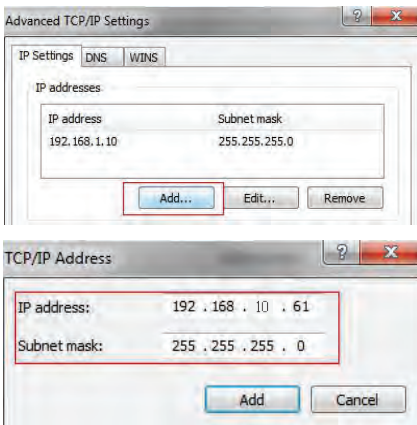 Advanced TCP/IP Settings ? X
IP Settings DNS WINS
IP addresses
IP address Subnet mask
192.168.1.10 255.255.255.0
Add... Edit... Remove
TCP/IP Address ? X
IP address: 192 . 168 . 10 . 61
Subnet mask: 255 . 255 . 255 . 0
Add Cancel